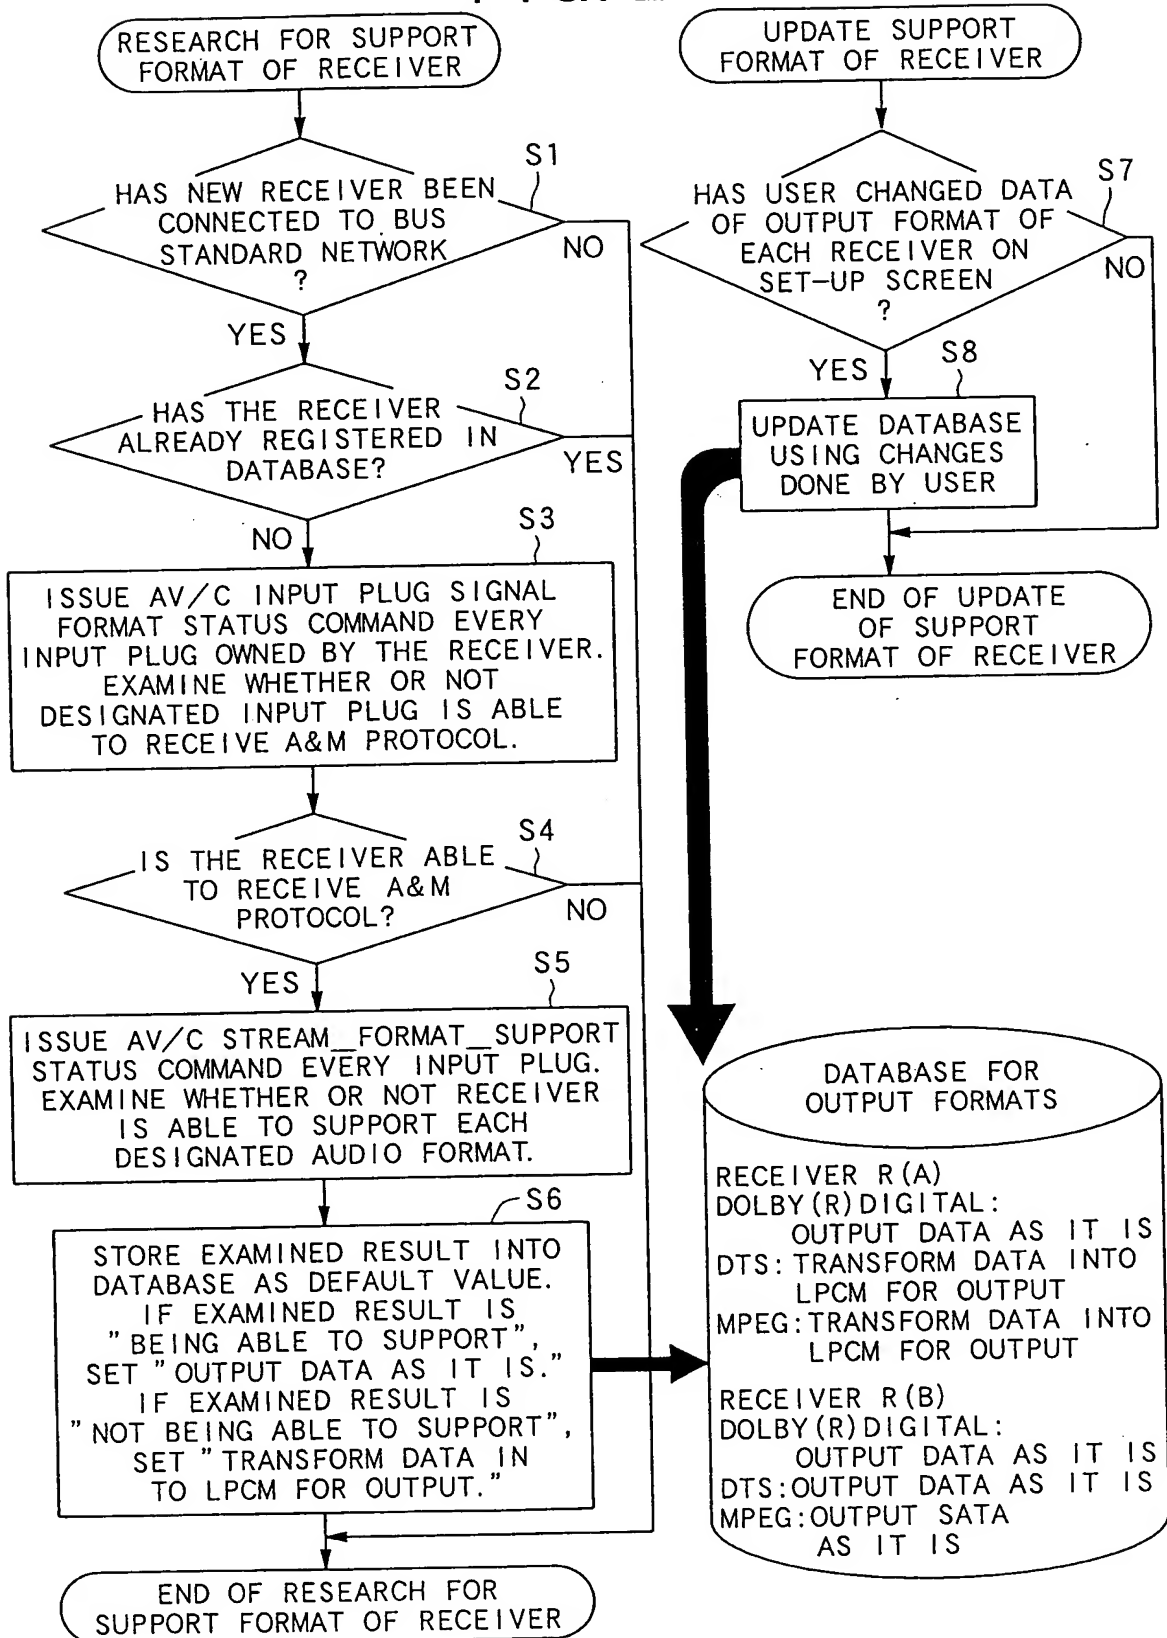 RESEARCH FOR SUPPORT
FORMAT OF RECEIVER
S1
HAS NEW RECEIVER BEEN
CONNECTED TO BUS
STANDARD NETWORK
?
NO
YES
S2
HAS THE RECEIVER
ALREADY REGISTERED IN
DATABASE?
YES
NO
S3
ISSUE AV/C INPUT PLUG SIGNAL
FORMAT STATUS COMMAND EVERY
INPUT PLUG OWNED BY THE RECEIVER.
EXAMINE WHETHER OR NOT
DESIGNATED INPUT PLUG IS ABLE
TO RECEIVE A&M PROTOCOL.
S4
IS THE RECEIVER ABLE
TO RECEIVE A&M
PROTOCOL?
NO
YES
S5
ISSUE AV/C STREAM_FORMAT_SUPPORT
STATUS COMMAND EVERY INPUT PLUG.
EXAMINE WHETHER OR NOT RECEIVER
IS ABLE TO SUPPORT EACH
DESIGNATED AUDIO FORMAT.
S6
STORE EXAMINED RESULT INTO
DATABASE AS DEFAULT VALUE.
IF EXAMINED RESULT IS
"BEING ABLE TO SUPPORT",
SET "OUTPUT DATA AS IT IS."
IF EXAMINED RESULT IS
"NOT BEING ABLE TO SUPPORT",
SET "TRANSFORM DATA IN
TO LPCM FOR OUTPUT."
END OF RESEARCH FOR
SUPPORT FORMAT OF RECEIVER
UPDATE SUPPORT
FORMAT OF RECEIVER
S7
HAS USER CHANGED DATA
OF OUTPUT FORMAT OF
EACH RECEIVER ON
SET-UP SCREEN
?
NO
YES
S8
UPDATE DATABASE
USING CHANGES
DONE BY USER
END OF UPDATE
OF SUPPORT
FORMAT OF RECEIVER
DATABASE FOR
OUTPUT FORMATS
RECEIVER R(A)
DOLBY(R)DIGITAL:
OUTPUT DATA AS IT IS
DTS: TRANSFORM DATA INTO
LPCM FOR OUTPUT
MPEG:TRANSFORM DATA INTO
LPCM FOR OUTPUT
RECEIVER R(B)
DOLBY(R)DIGITAL:
OUTPUT DATA AS IT IS
DTS:OUTPUT DATA AS IT IS
MPEG:OUTPUT SATA
AS IT IS